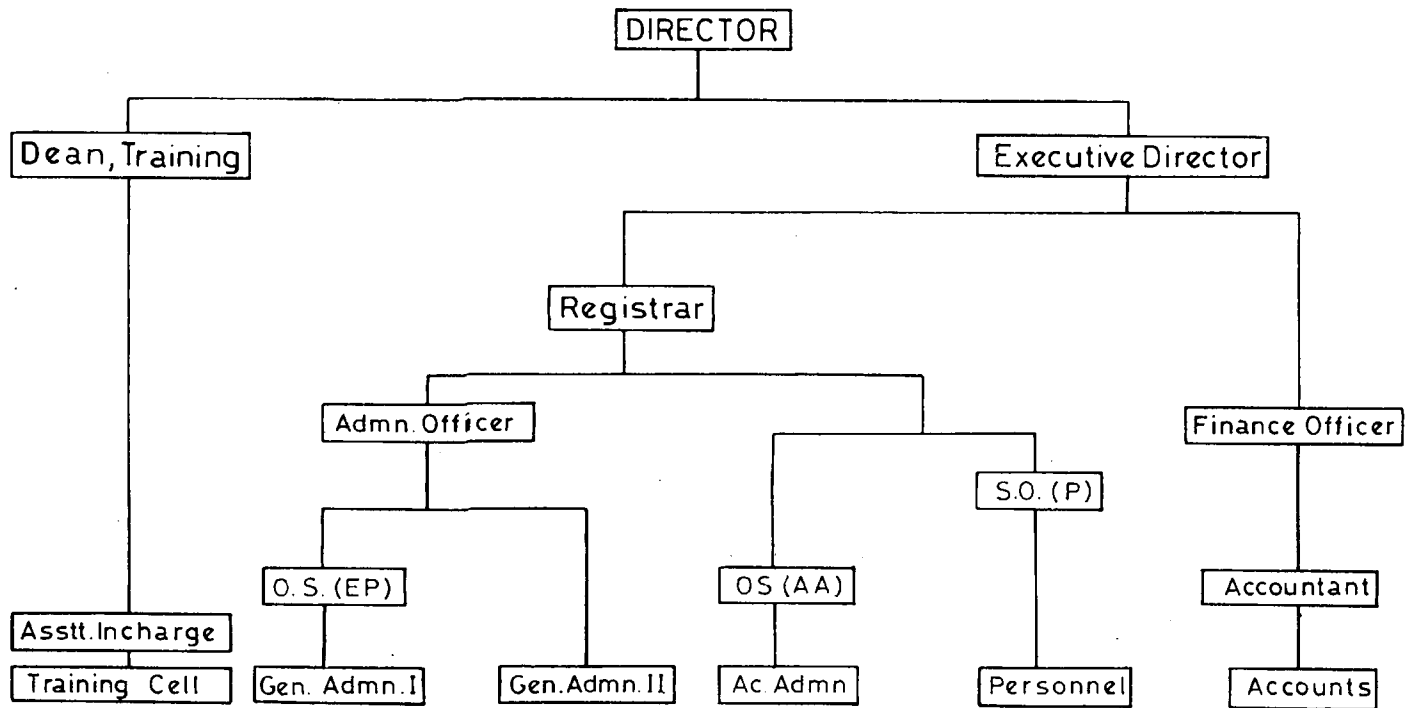 DIRECTOR
Dean, Training
Executive Director
Registrar
Admn. Officer
Finance Officer
S.O. (P)
O. S. (EP)
OS (AA)
Accountant
Asstt. Incharge
Training Cell
Gen. Admn. I
Gen. Admn. II
Ac. Admn
Personnel
Accounts